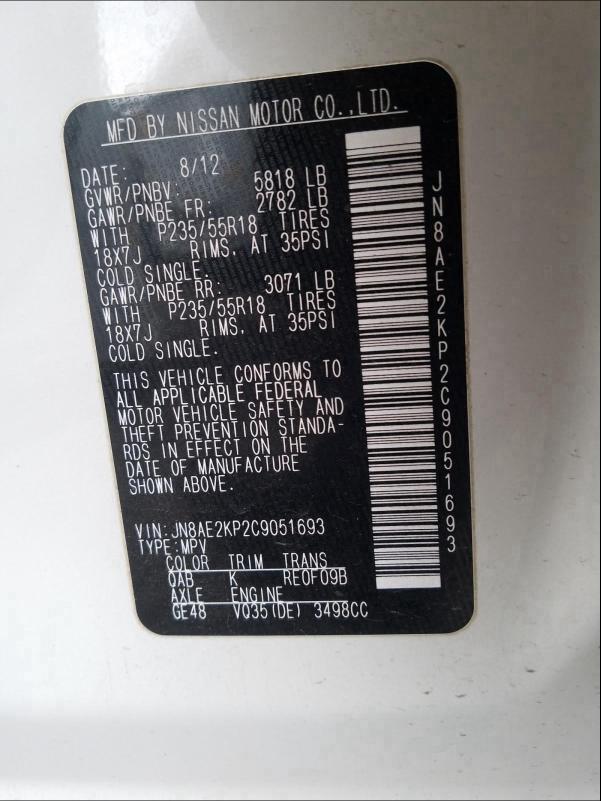 MFD BY NISSAN MOTOR CO.,LTD.
DATE: 8/12
GVWR/PNBV: 5818 LB
GAWR/PNBE FR: 2782 LB
WITH P235/55R18 TIRES
18X7J RIMS, AT 35PSI
COLD SINGLE.
GAWR/PNBE RR: 3071 LB
WITH P235/55R18 TIRES
18X7J RIMS, AT 35PSI
COLD SINGLE.
THIS VEHICLE CONFORMS TO
ALL APPLICABLE FEDERAL
MOTOR VEHICLE SAFETY AND
THEFT PREVENTION STANDA-
RDS IN EFFECT ON THE
DATE OF MANUFACTURE
SHOWN ABOVE.
VIN: JN8AE2KP2C9051693
TYPE: MPV
COLOR TRIM TRANS
QAB K RE0F09B
AXLE ENGINE
GE48 VQ35(DE) 3498CC
JN8AE2KP2C9051693